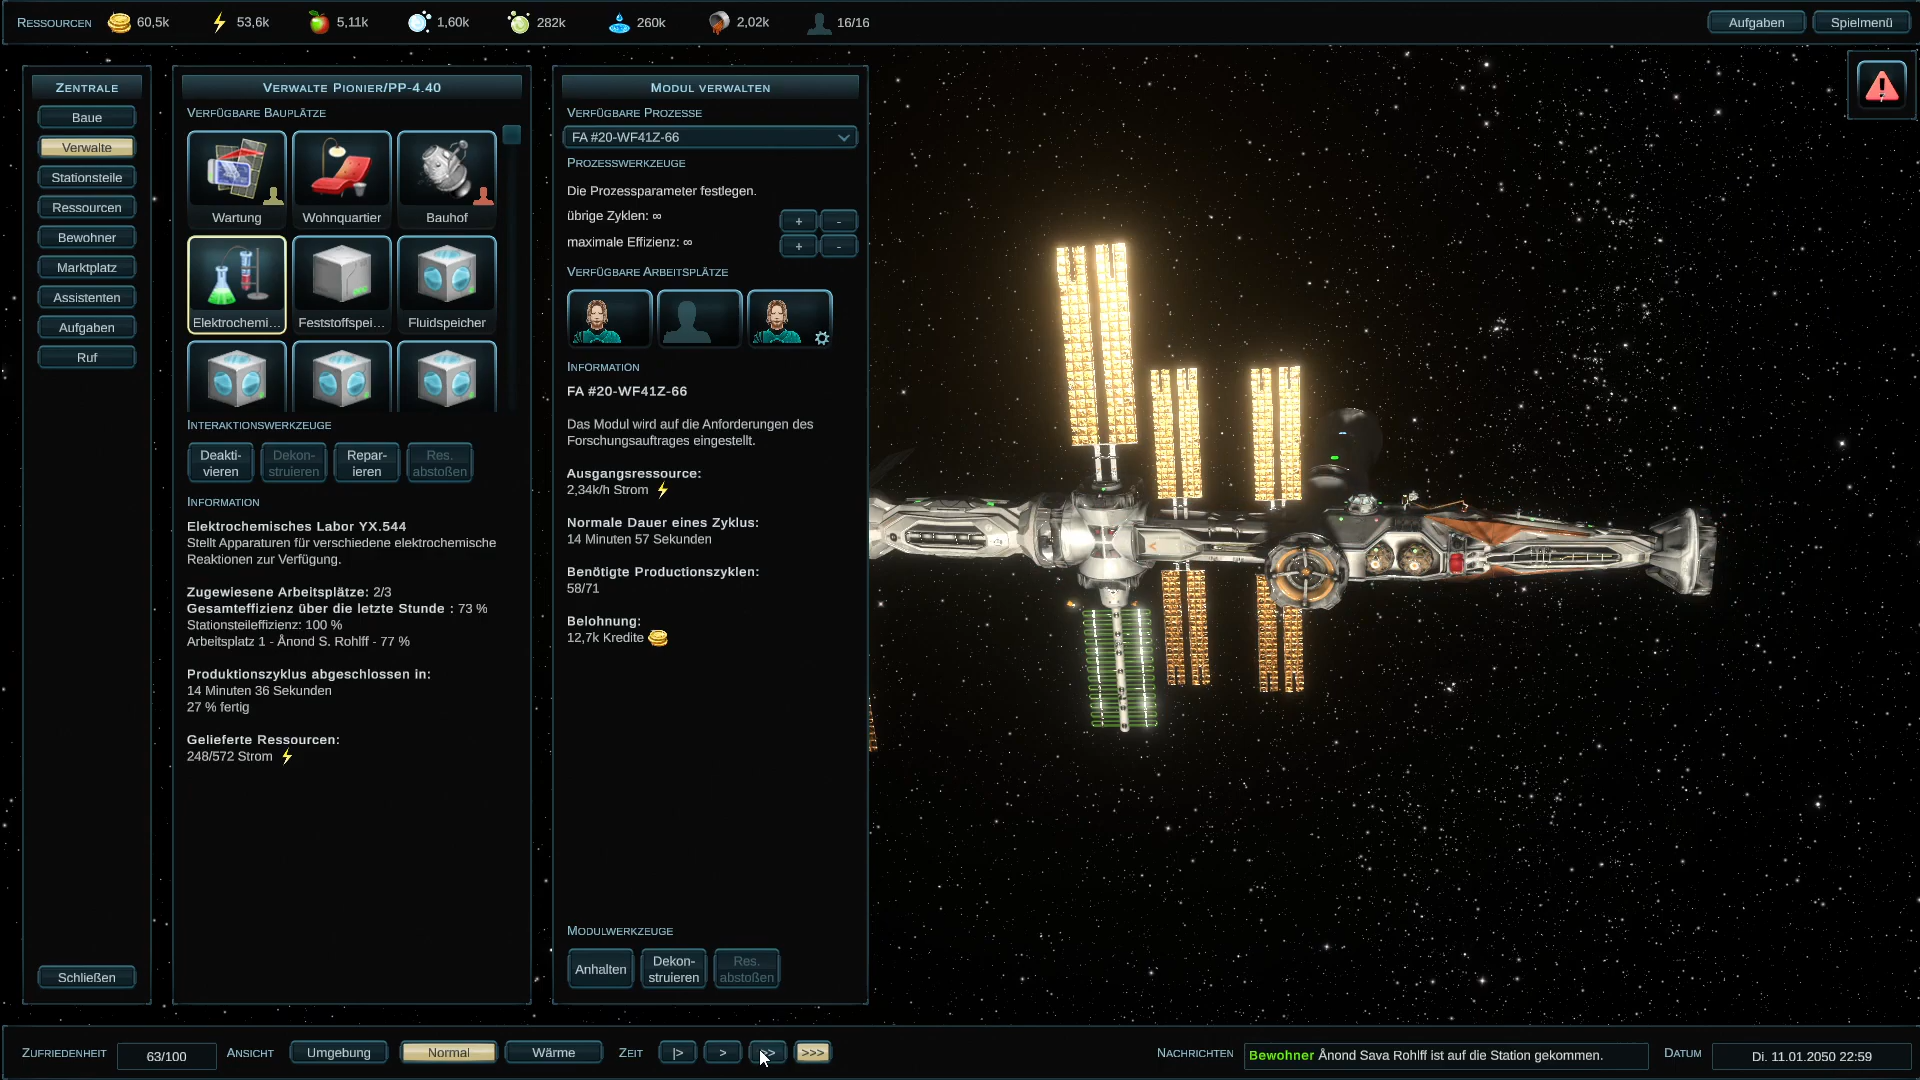 Ressourcen 60,5k 53,6k 5,11k 1,60k 282k 260k 2,02k 16/16 Aufgaben Spielmenü
Zentrale
Baue
Verwalte
Stationsteile
Ressourcen
Bewohner
Marktplatz
Assistenten
Aufgaben
Ruf
Schließen
Verwalte Pionier/PP-4.40
Verfügbare Bauplätze
Wartung Wohnquartier Bauhof
Elektrochemi... Feststoffspei... Fluidspeicher
Interaktionswerkzeuge
Deakti- Dekon- Repar- Res.
vieren struieren ieren abstoßen
Information
Elektrochemisches Labor YX.544
Stellt Apparaturen für verschiedene elektrochemische
Reaktionen zur Verfügung.
Zugewiesene Arbeitsplätze: 2/3
Gesamteffizienz über die letzte Stunde : 73 %
Stationsteileffizienz: 100 %
Arbeitsplatz 1 - Ånond S. Rohlff - 77 %
Produktionszyklus abgeschlossen in:
14 Minuten 36 Sekunden
27 % fertig
Gelieferte Ressourcen:
248/572 Strom
Modul verwalten
Verfügbare Prozesse
FA #20-WF41Z-66
Prozesswerkzeuge
Die Prozessparameter festlegen.
übrige Zyklen: ∞ + -
maximale Effizienz: ∞ + -
Verfügbare Arbeitsplätze
Information
FA #20-WF41Z-66
Das Modul wird auf die Anforderungen des
Forschungsauftrages eingestellt.
Ausgangsressource:
2,34k/h Strom
Normale Dauer eines Zyklus:
14 Minuten 57 Sekunden
Benötigte Productionszyklen:
58/71
Belohnung:
12,7k Kredite
Modulwerkzeuge
Anhalten Dekon- Res.
struieren abstoßen
Zufriedenheit 63/100 Ansicht Umgebung Normal Wärme Zeit |> > >> >>> Nachrichten Bewohner Ånond Sava Rohlff ist auf die Station gekommen. Datum Di. 11.01.2050 22:59